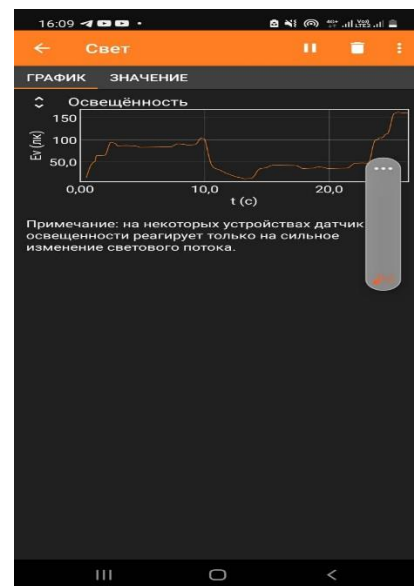 16:09
Свет
ГРАФИК ЗНАЧЕНИЕ
Освещённость
150
100
50,0
Ev (лк)
0,00 10,0 20,0
t (с)
Примечание: на некоторых устройствах датчик
освещенности реагирует только на сильное
изменение светового потока.